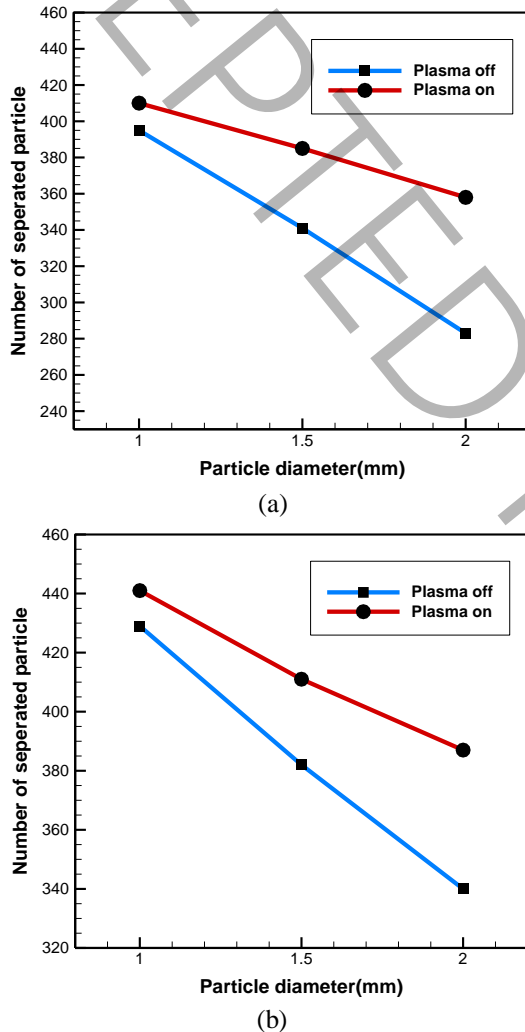 460
440
420
400
380
360
340
320
300
280
260
240
Number of seperated particle
Plasma off
Plasma on
1
1.5
2
Particle diameter(mm)
(a)
460
440
420
400
380
360
340
320
Number of seperated particle
Plasma off
Plasma on
1
1.5
2
Particle diameter(mm)
(b)